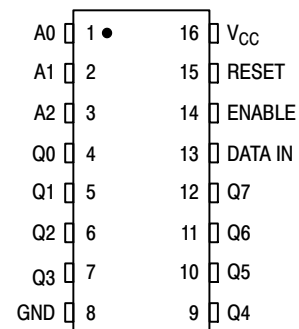 A0 1 16 VCC
A1 2 15 RESET
A2 3 14 ENABLE
Q0 4 13 DATA IN
Q1 5 12 Q7
Q2 6 11 Q6
Q3 7 10 Q5
GND 8 9 Q4